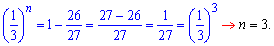 (1/3)^n = 1 - 26/27 = (27 - 26)/27 = 1/27 = (1/3)^3 → n = 3.